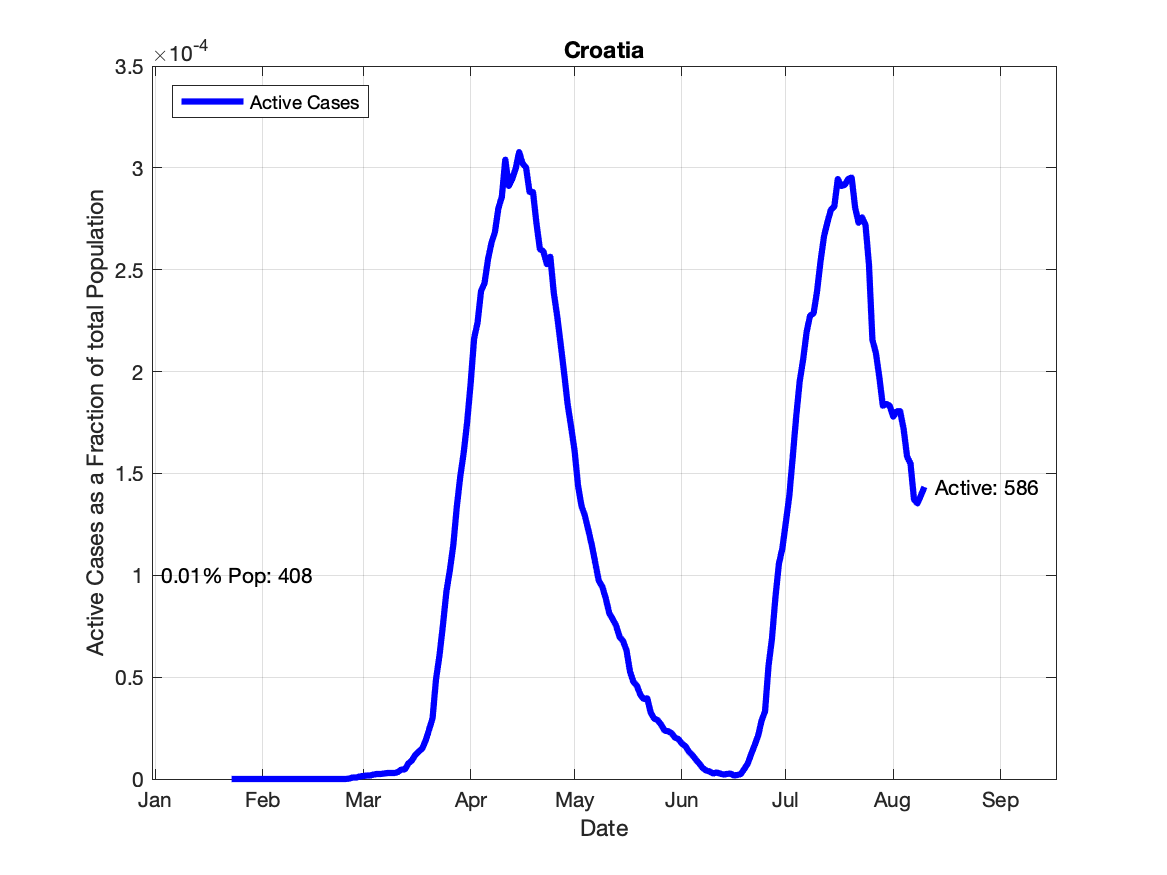 Croatia
×10-4
Active Cases
3.5
3
2.5
2
1.5
1
0.5
0
0.01% Pop: 408
Active: 586
Jan Feb Mar Apr May Jun Jul Aug Sep
Date
Active Cases as a Fraction of total Population